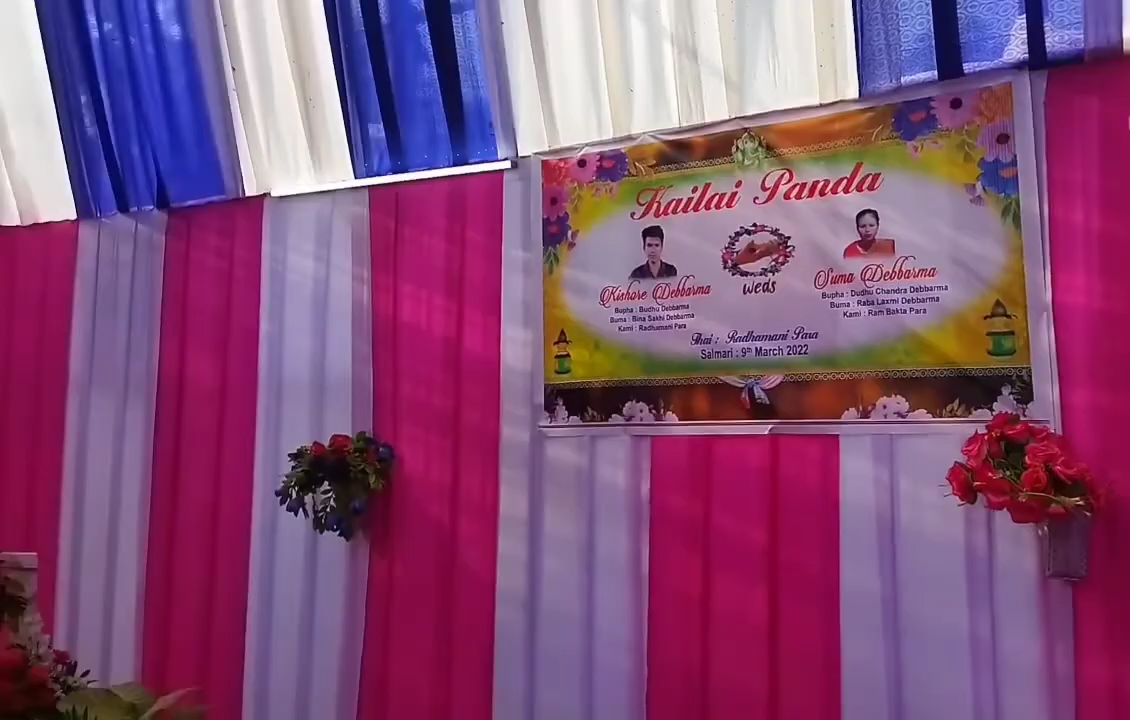 Kailai Panda
Kishore Debbarma
Bupha : Budhu Debbarma
Buma : Bina Sakhi Debbarma
Kami : Radhamani Para
weds
Suma Debbarma
Bupha : Dudhu Chandra Debbarma
Buma : Raba Laxmi Debbarma
Kami : Ram Bakta Para
Thai : Radhamani Para
Salmari : 9th March 2022